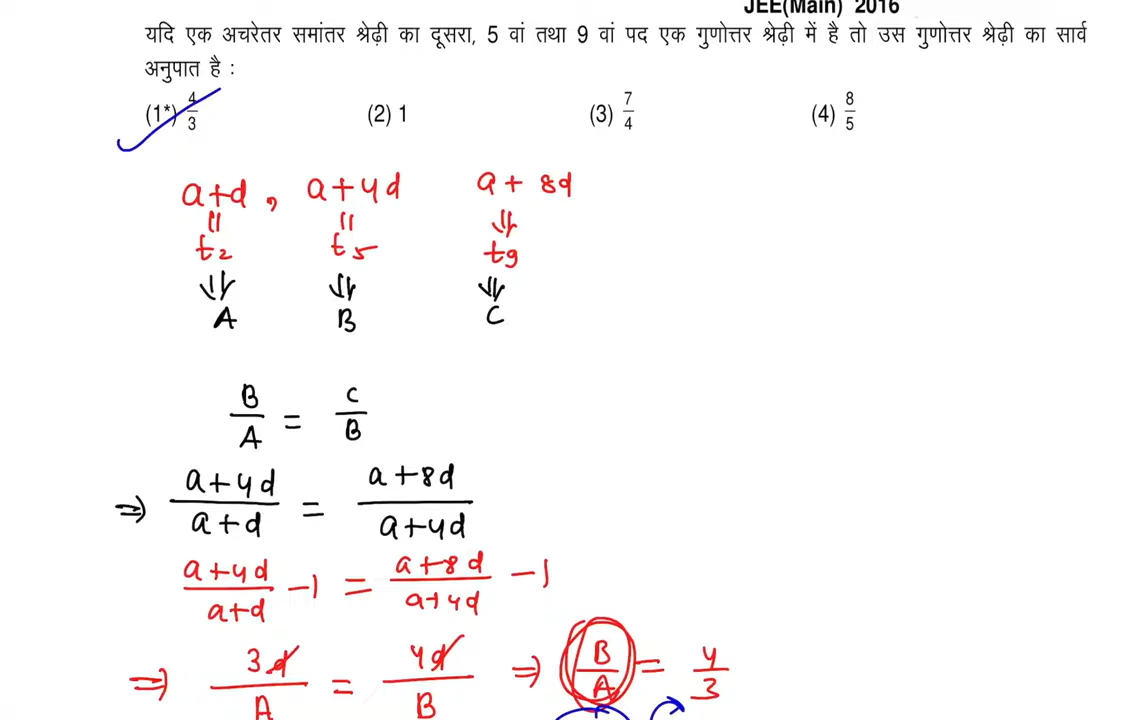 JEE(Main) 2016
यदि एक अचरेतर समांतर श्रेढ़ी का दूसरा, 5 वां तथा 9 वां पद एक गुणोत्तर श्रेढ़ी में है तो उस गुणोत्तर श्रेढ़ी का सार्व
अनुपात है :
(1*) 4/3 (2) 1 (3) 7/4 (4) 8/5
a+d, a+4d a+8d
= = ⇓
t2 t5 t9
⇓ ⇓ ⇓
A B C
B/A = C/B
⇒ (a+4d)/(a+d) = (a+8d)/(a+4d)
(a+4d)/(a+d) -1 = (a+8d)/(a+4d) -1
⇒ 3d/A = 4d/B ⇒ B/A = 4/3